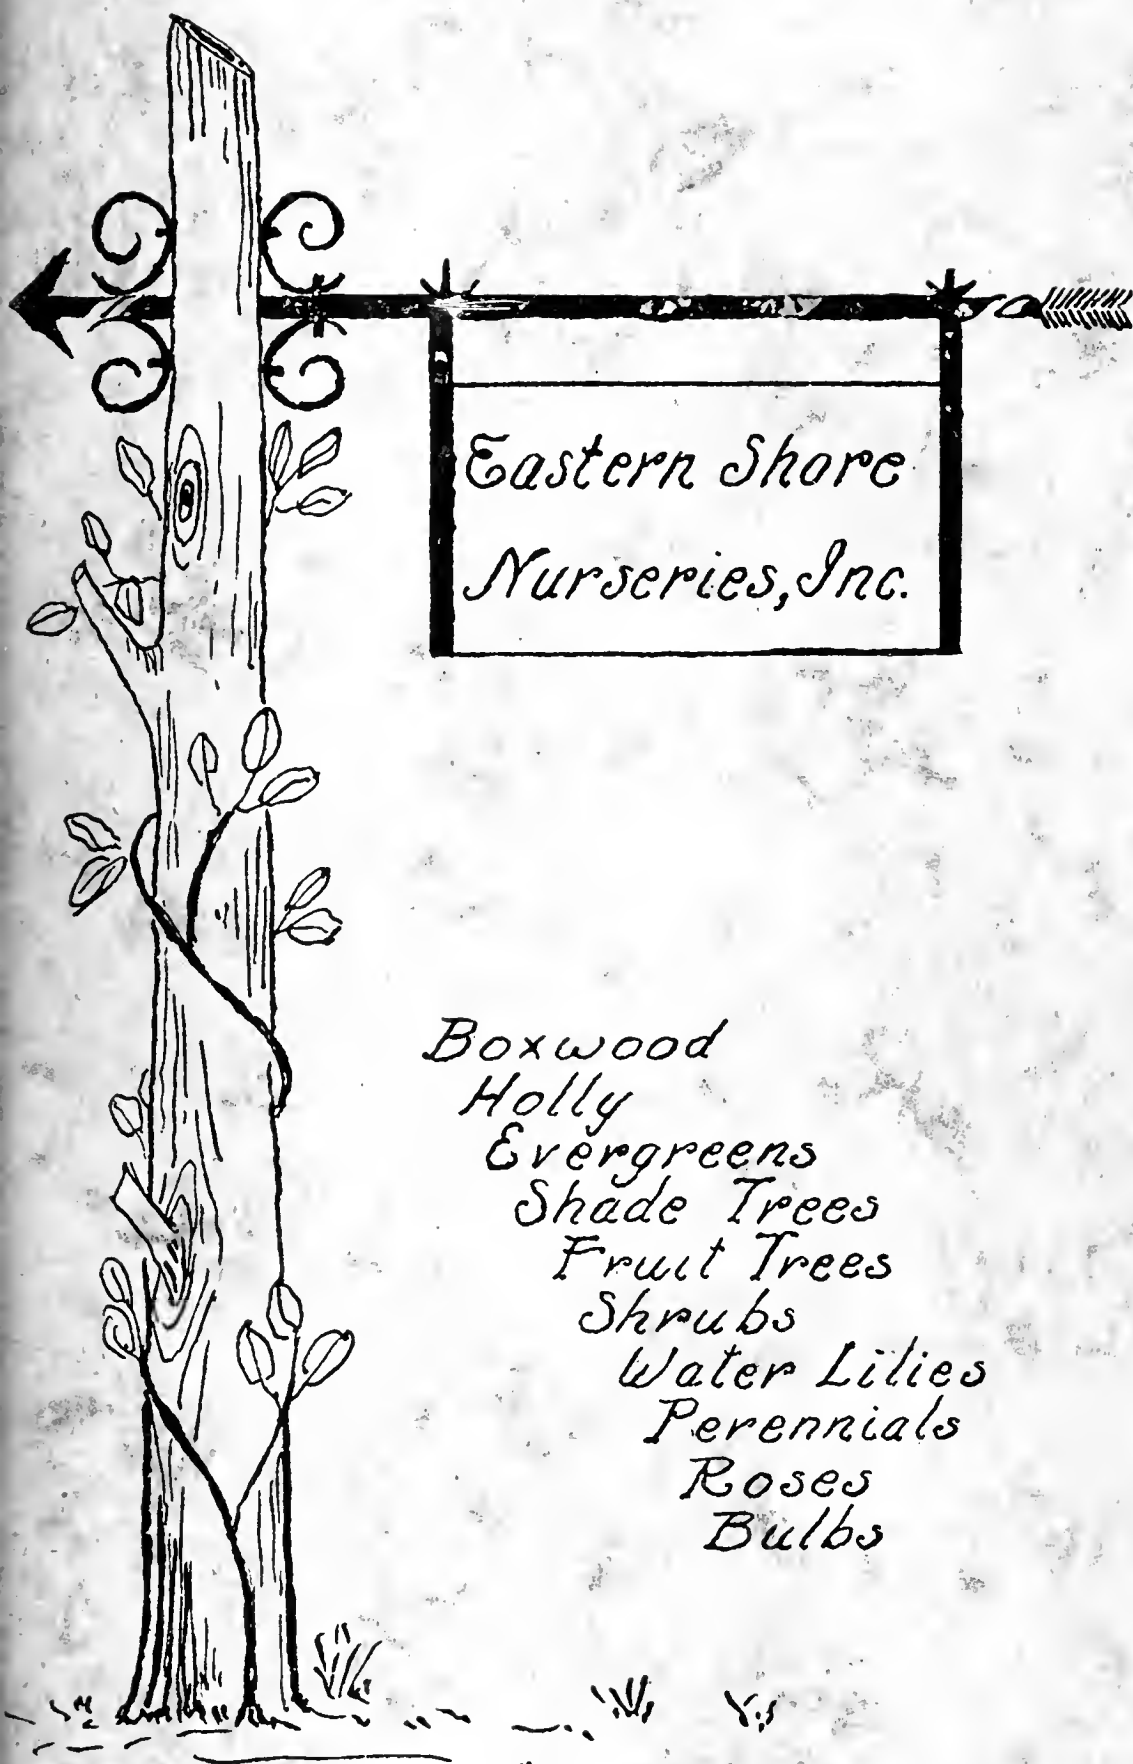 Eastern Shore
Nurseries, Inc.
Boxwood
Holly
Evergreens
Shade Trees
Fruit Trees
Shrubs
Water Lilies
Perennials
Roses
Bulbs